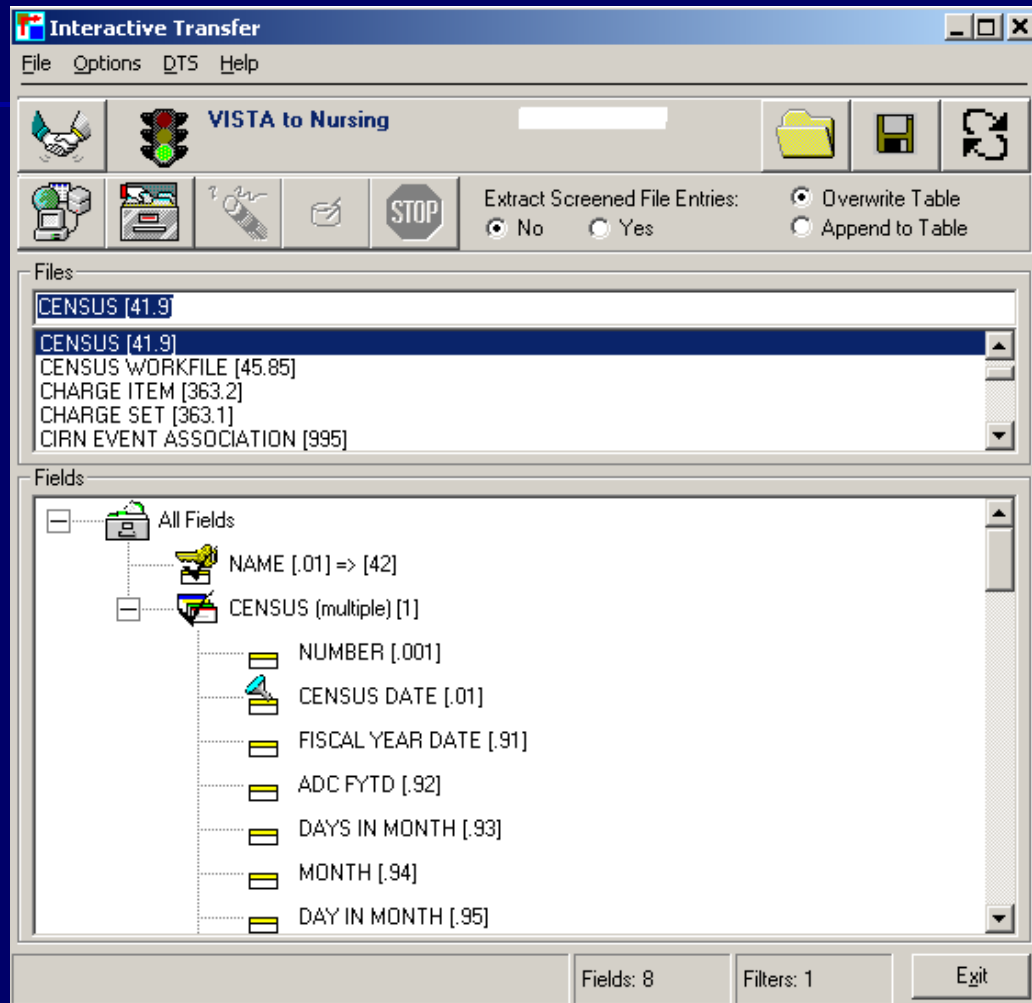 Interactive Transfer
File Options DTS Help
VISTA to Nursing
STOP
Extract Screened File Entries:
No Yes
Overwrite Table
Append to Table
Files
CENSUS [41.9]
CENSUS [41.9]
CENSUS WORKFILE [45.85]
CHARGE ITEM [363.2]
CHARGE SET [363.1]
CIRN EVENT ASSOCIATION [995]
Fields
All Fields
NAME [.01] => [42]
CENSUS (multiple) [1]
NUMBER [.001]
CENSUS DATE [.01]
FISCAL YEAR DATE [.91]
ADC FYTD [.92]
DAYS IN MONTH [.93]
MONTH [.94]
DAY IN MONTH [.95]
Fields: 8
Filters: 1
Exit